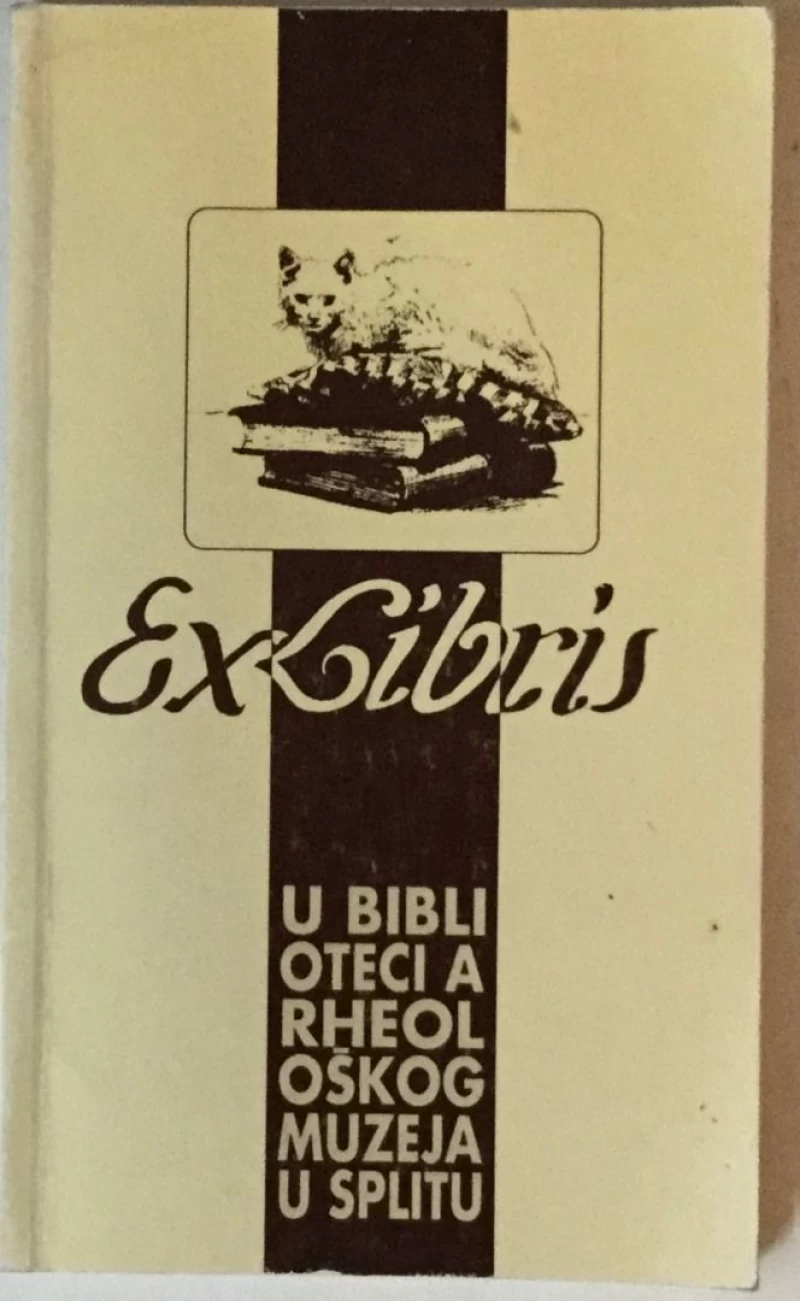 Ex Libris
U BIBLI
OTECI A
RHEOL
OŠKOG
MUZEJA
U SPLITU